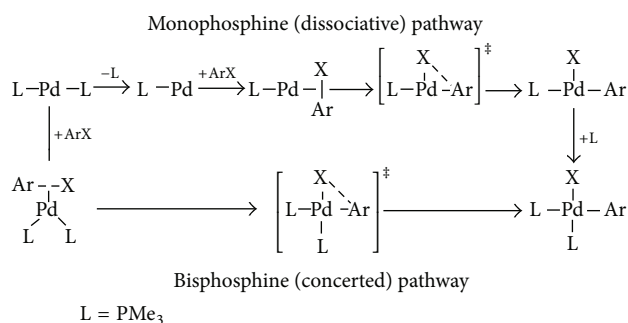 Monophosphine (dissociative) pathway
X X X
L–Pd–L –L L –Pd +ArX L–Pd– L–Pd–Ar ‡ L –Pd–Ar
Ar
+ArX +L
Ar X X X
Pd L–Pd–Ar ‡ L –Pd– Ar
L L L L
Bisphosphine (concerted) pathway
L = PMe₃